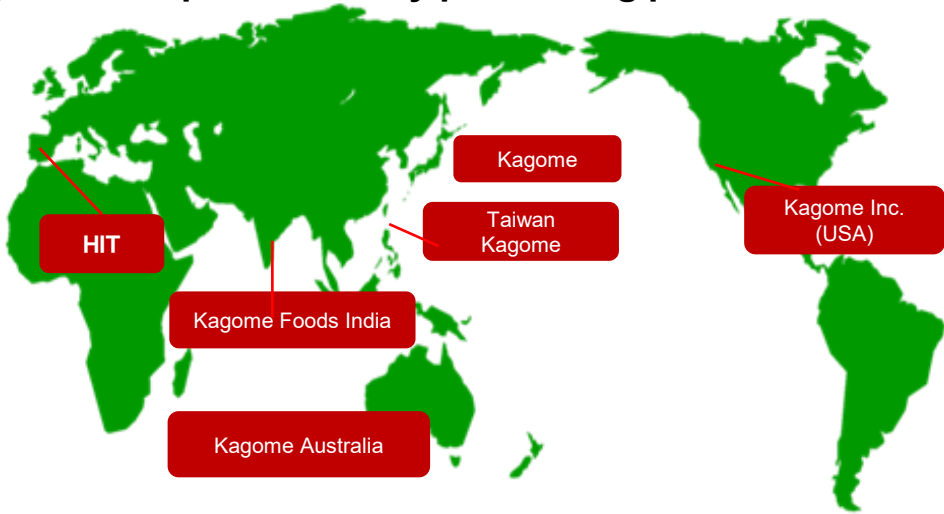 Kagome
Kagome Inc.
(USA)
Taiwan
Kagome
HIT
Kagome Foods India
Kagome Australia